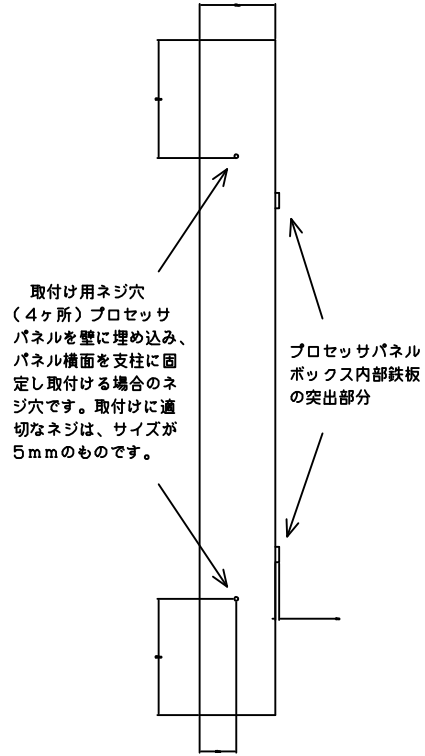 取付け用ネジ穴
（４ヶ所）プロセッサ
パネルを壁に埋め込み、
パネル横面を支柱に固
定し取付ける場合のネ
ジ穴です。取付けに適
切なネジは、サイズが
５ｍｍのものです。
プロセッサパネル
ボックス内部鉄板
の突出部分